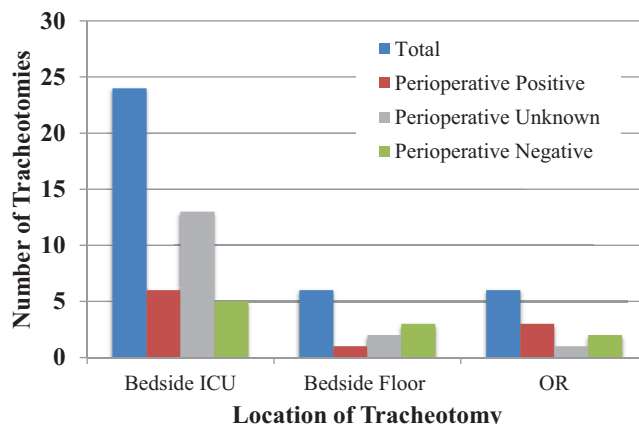 30
25
20
15
10
5
0
Number of Tracheotomies
Total
Perioperative Positive
Perioperative Unknown
Perioperative Negative
Bedside ICU
Bedside Floor
OR
Location of Tracheotomy